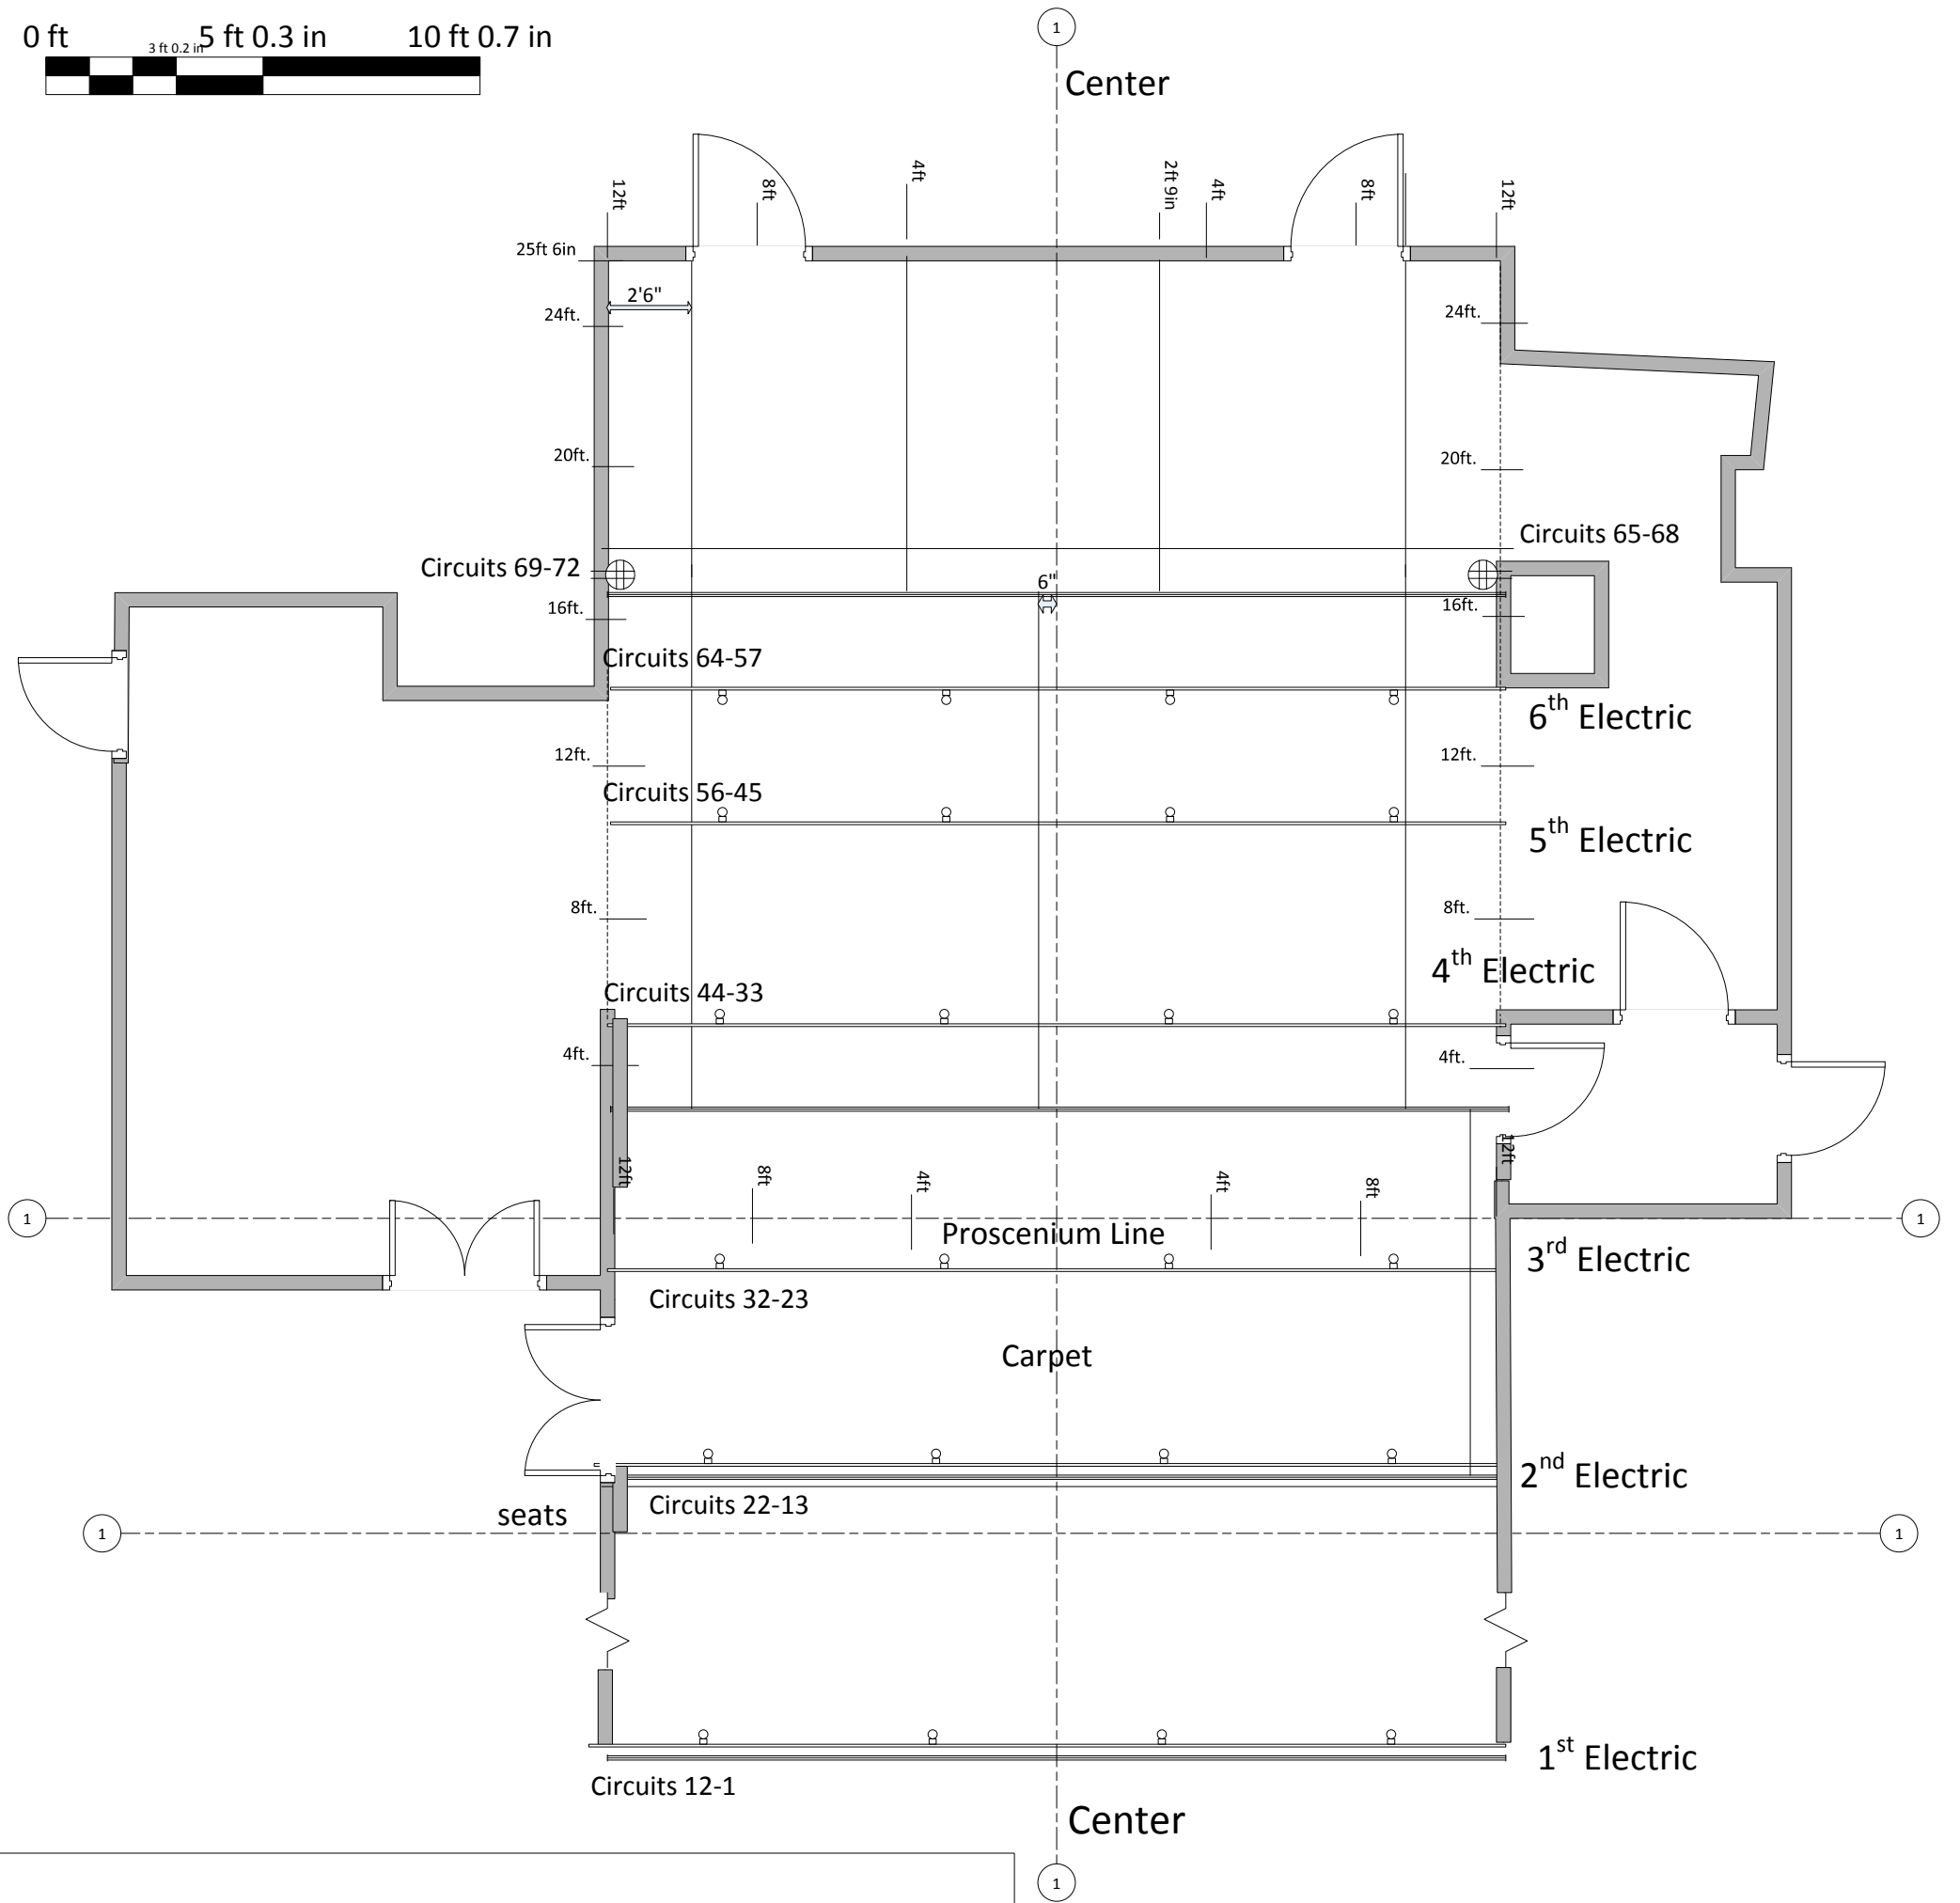 0 ft 3 ft 0.2 in 5 ft 0.3 in 10 ft 0.7 in
1
Center
12ft 8ft 4ft 2ft 9in 4ft 8ft 12ft
25ft 6in
2'6"
24ft. 24ft.
20ft. 20ft.
Circuits 65-68
Circuits 69-72
6"
16ft. 16ft.
Circuits 64-57
6th Electric
12ft. 12ft.
Circuits 56-45
5th Electric
8ft. 8ft.
4th Electric
Circuits 44-33
4ft. 4ft.
12ft 8ft 4ft 4ft 8ft 12ft
1 1
Proscenium Line
3rd Electric
Circuits 32-23
Carpet
2nd Electric
Circuits 22-13
seats
1 1
1st Electric
Circuits 12-1
Center
1